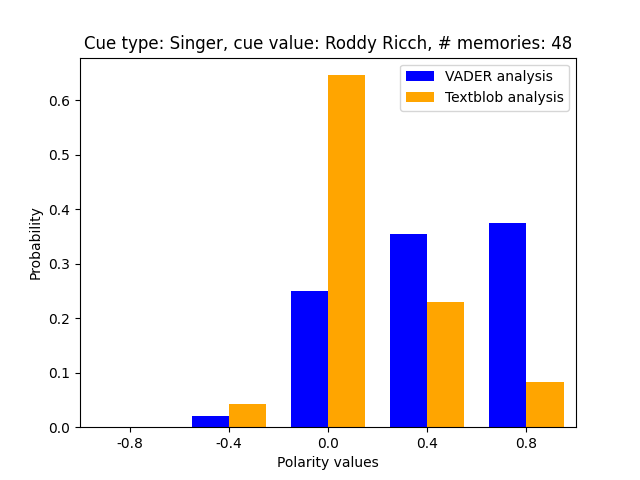 Cue type: Singer, cue value: Roddy Ricch, # memories: 48
VADER analysis
Textblob analysis
Probability
0.6
0.5
0.4
0.3
0.2
0.1
0.0
-0.8
-0.4
0.0
0.4
0.8
Polarity values